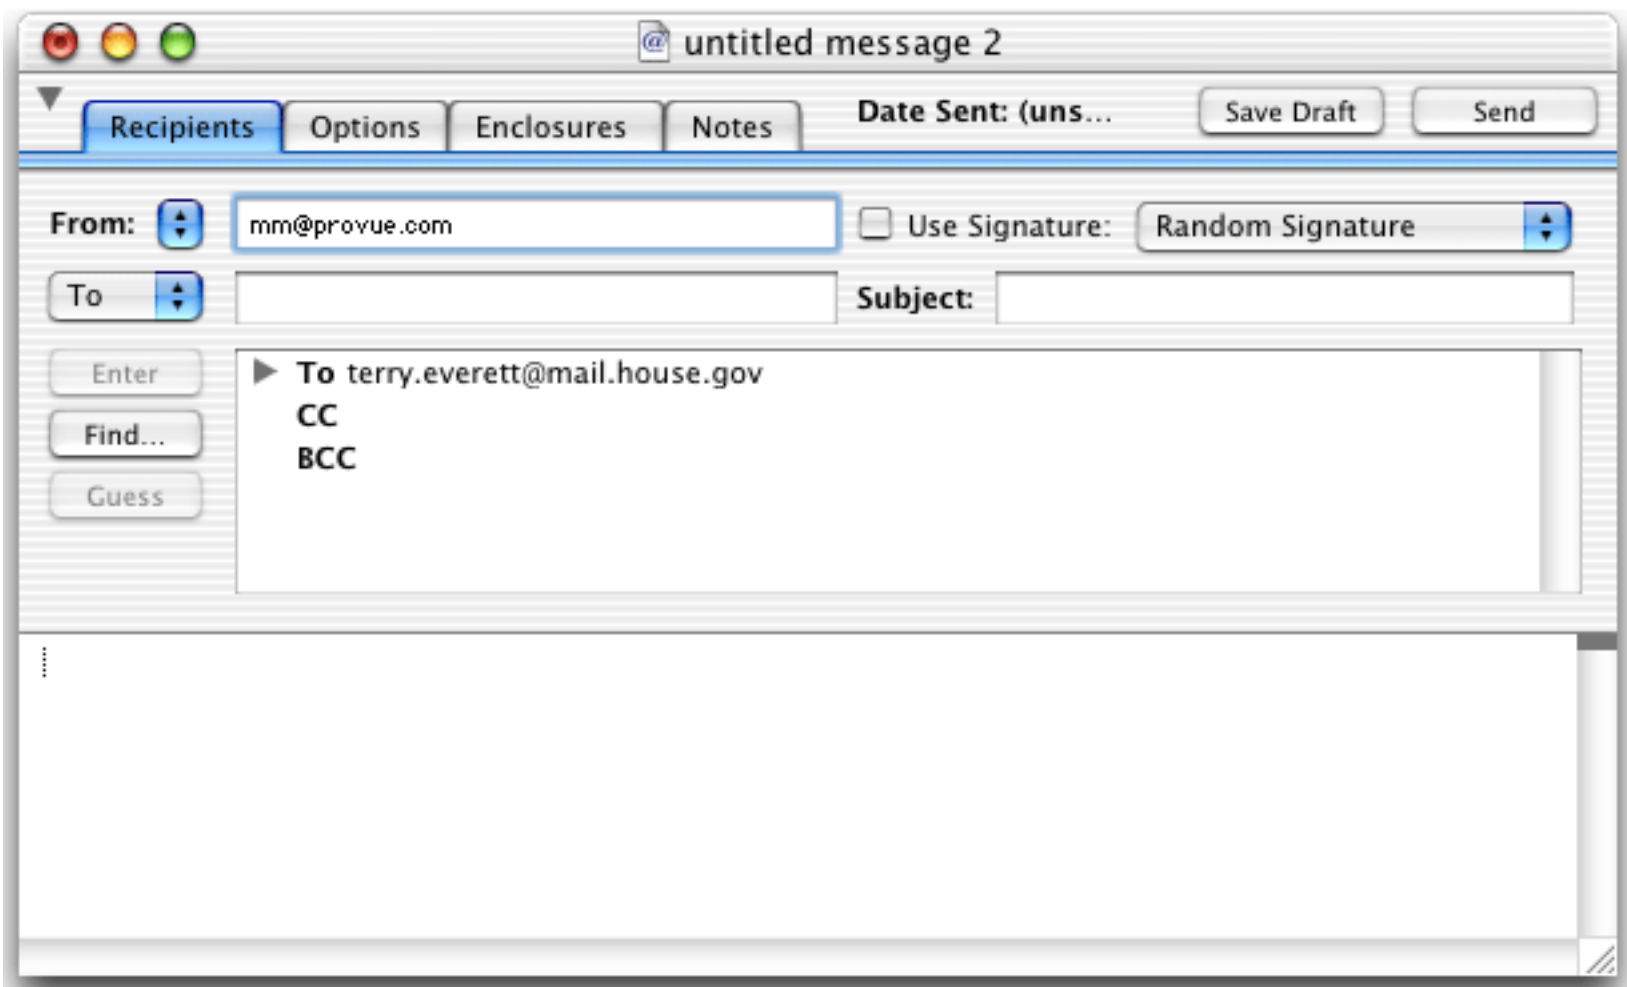 untitled message 2
Recipients Options Enclosures Notes Date Sent: (uns... Save Draft Send
From: mm@provue.com Use Signature: Random Signature
To Subject:
Enter To terry.everett@mail.house.gov
CC
Find...
BCC
Guess